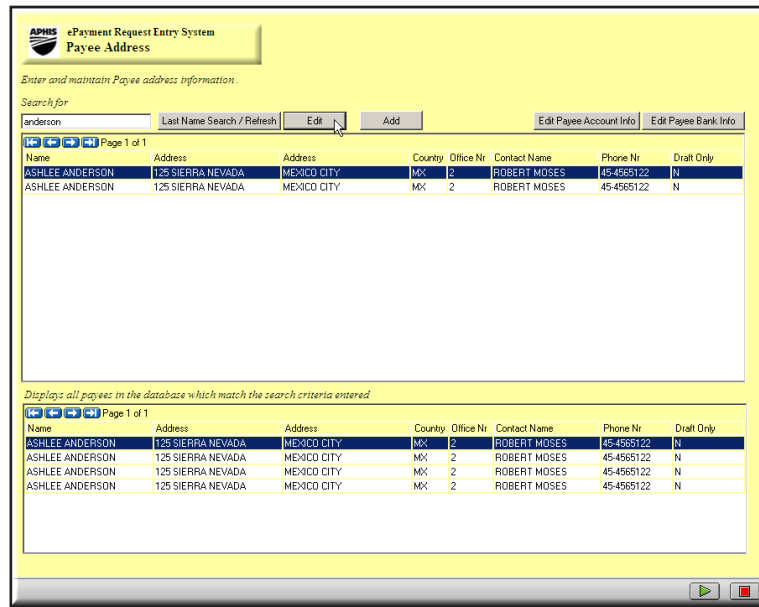 APHIS ePayment Request Entry System
Payee Address
Enter and maintain Payee address information.
Search for
anderson Last Name Search / Refresh Edit Add Edit Payee Account Info Edit Payee Bank Info
Page 1 of 1
Name Address Address Country Office Nr Contact Name Phone Nr Draft Only
ASHLEE ANDERSON 125 SIERRA NEVADA MEXICO CITY MX 2 ROBERT MOSES 45-4565122 N
ASHLEE ANDERSON 125 SIERRA NEVADA MEXICO CITY MX 2 ROBERT MOSES 45-4565122 N
Displays all payees in the database which match the search criteria entered
Page 1 of 1
Name Address Address Country Office Nr Contact Name Phone Nr Draft Only
ASHLEE ANDERSON 125 SIERRA NEVADA MEXICO CITY MX 2 ROBERT MOSES 45-4565122 N
ASHLEE ANDERSON 125 SIERRA NEVADA MEXICO CITY MX 2 ROBERT MOSES 45-4565122 N
ASHLEE ANDERSON 125 SIERRA NEVADA MEXICO CITY MX 2 ROBERT MOSES 45-4565122 N
ASHLEE ANDERSON 125 SIERRA NEVADA MEXICO CITY MX 2 ROBERT MOSES 45-4565122 N